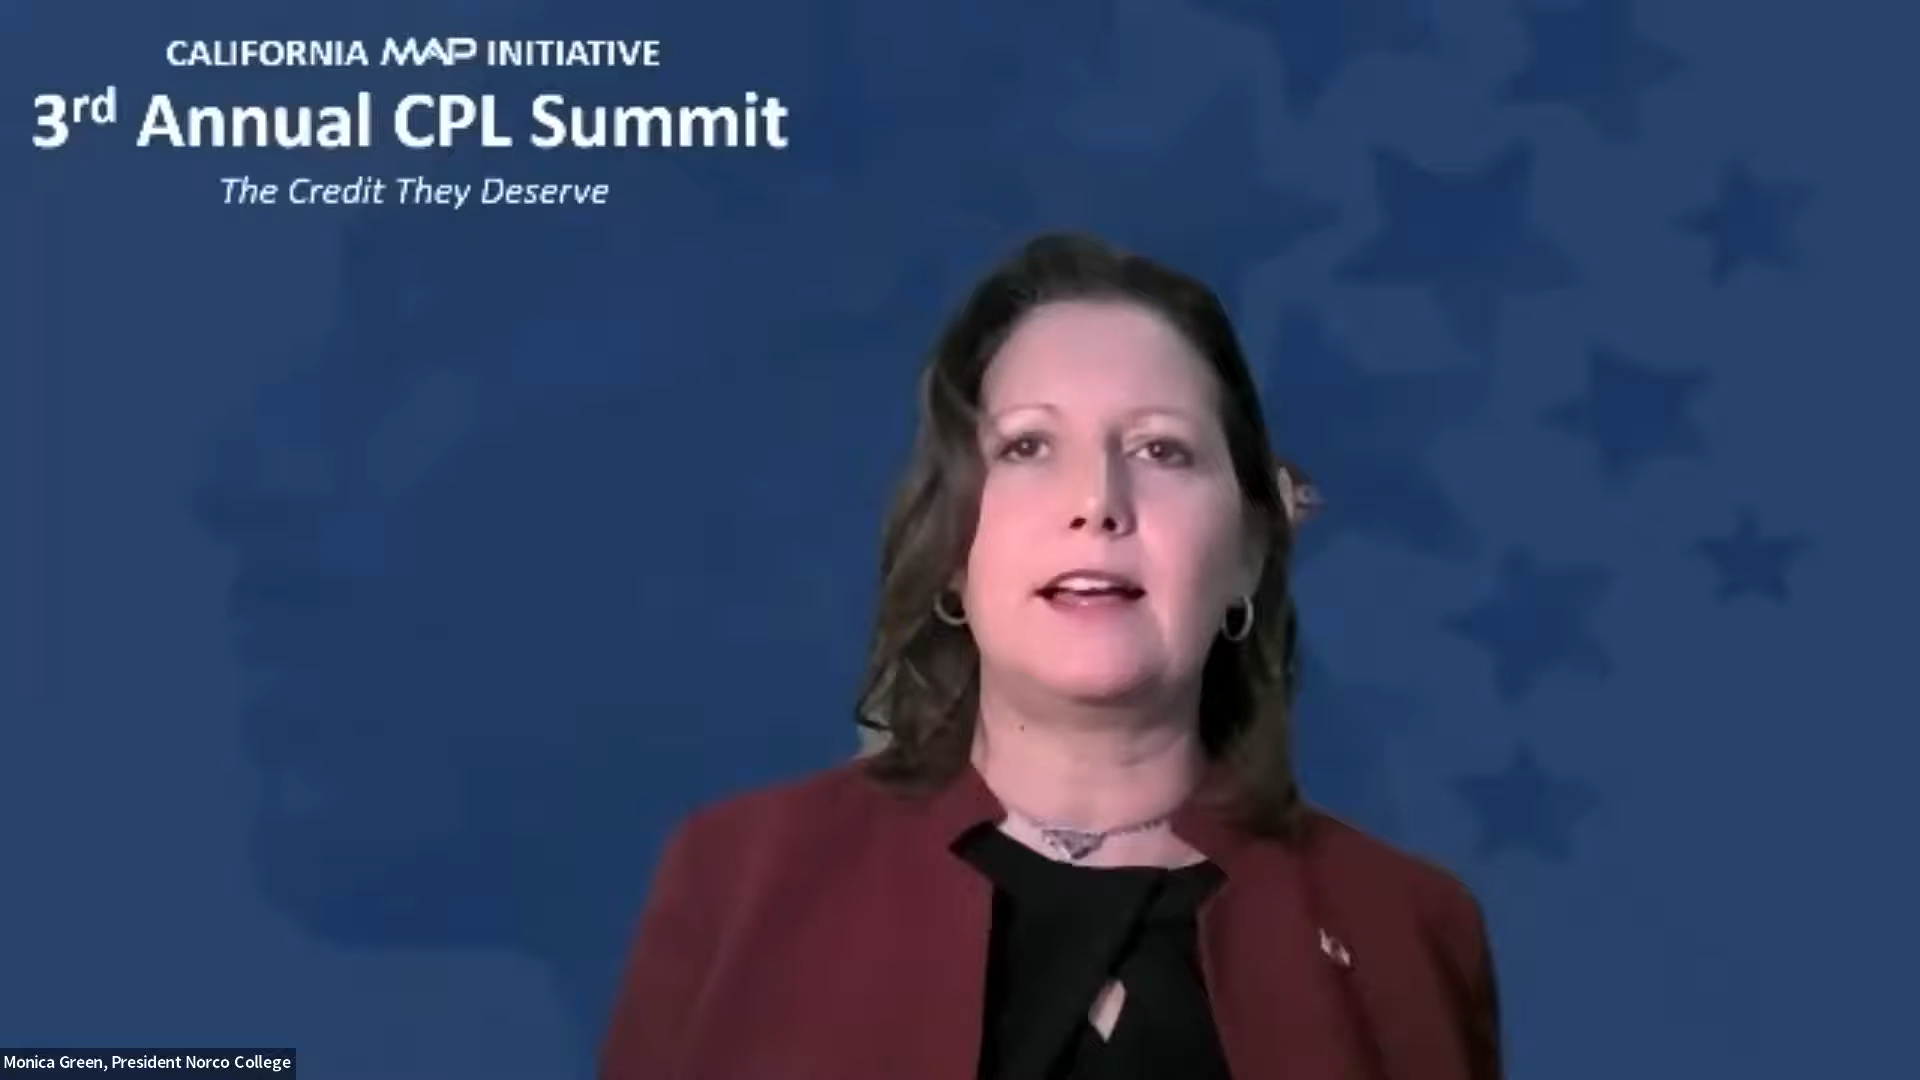 CALIFORNIA MAP INITIATIVE
3rd Annual CPL Summit
The Credit They Deserve
Monica Green, President Norco College